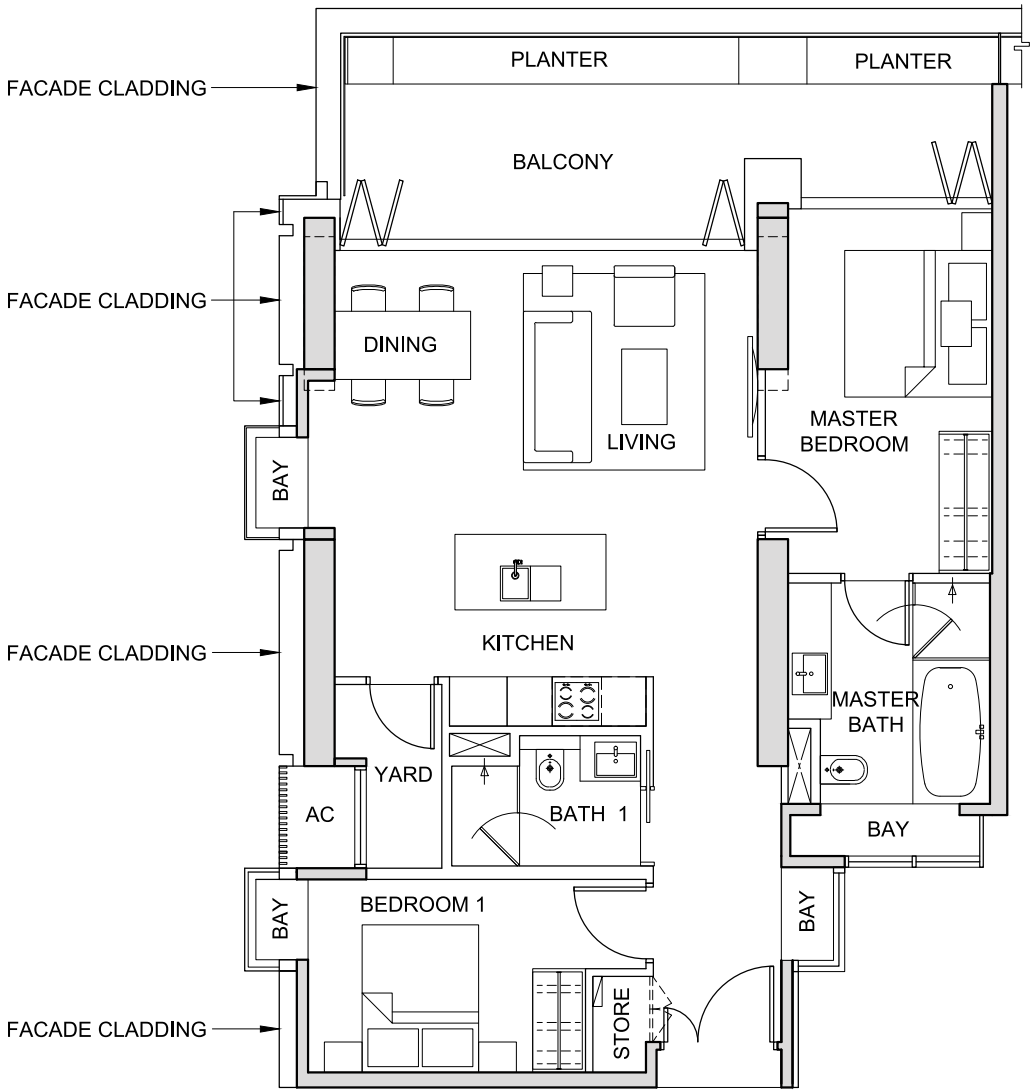 PLANTER
PLANTER
FACADE CLADDING
BALCONY
FACADE CLADDING
DINING
MASTER
BEDROOM
LIVING
BAY
KITCHEN
FACADE CLADDING
MASTER
BATH
YARD
AC
BATH 1
BAY
BEDROOM 1
BAY
BAY
STORE
FACADE CLADDING